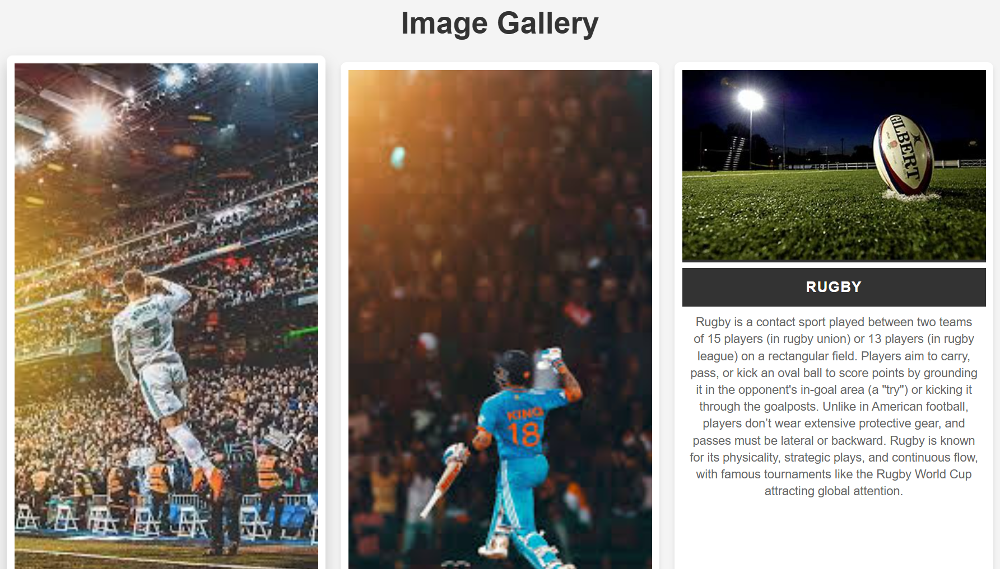 Image Gallery
7
KING
18
GILBERT
RUGBY
Rugby is a contact sport played between two teams
of 15 players (in rugby union) or 13 players (in rugby
league) on a rectangular field. Players aim to carry,
pass, or kick an oval ball to score points by grounding
it in the opponent's in-goal area (a "try") or kicking it
through the goalposts. Unlike in American football,
players don’t wear extensive protective gear, and
passes must be lateral or backward. Rugby is known
for its physicality, strategic plays, and continuous flow,
with famous tournaments like the Rugby World Cup
attracting global attention.